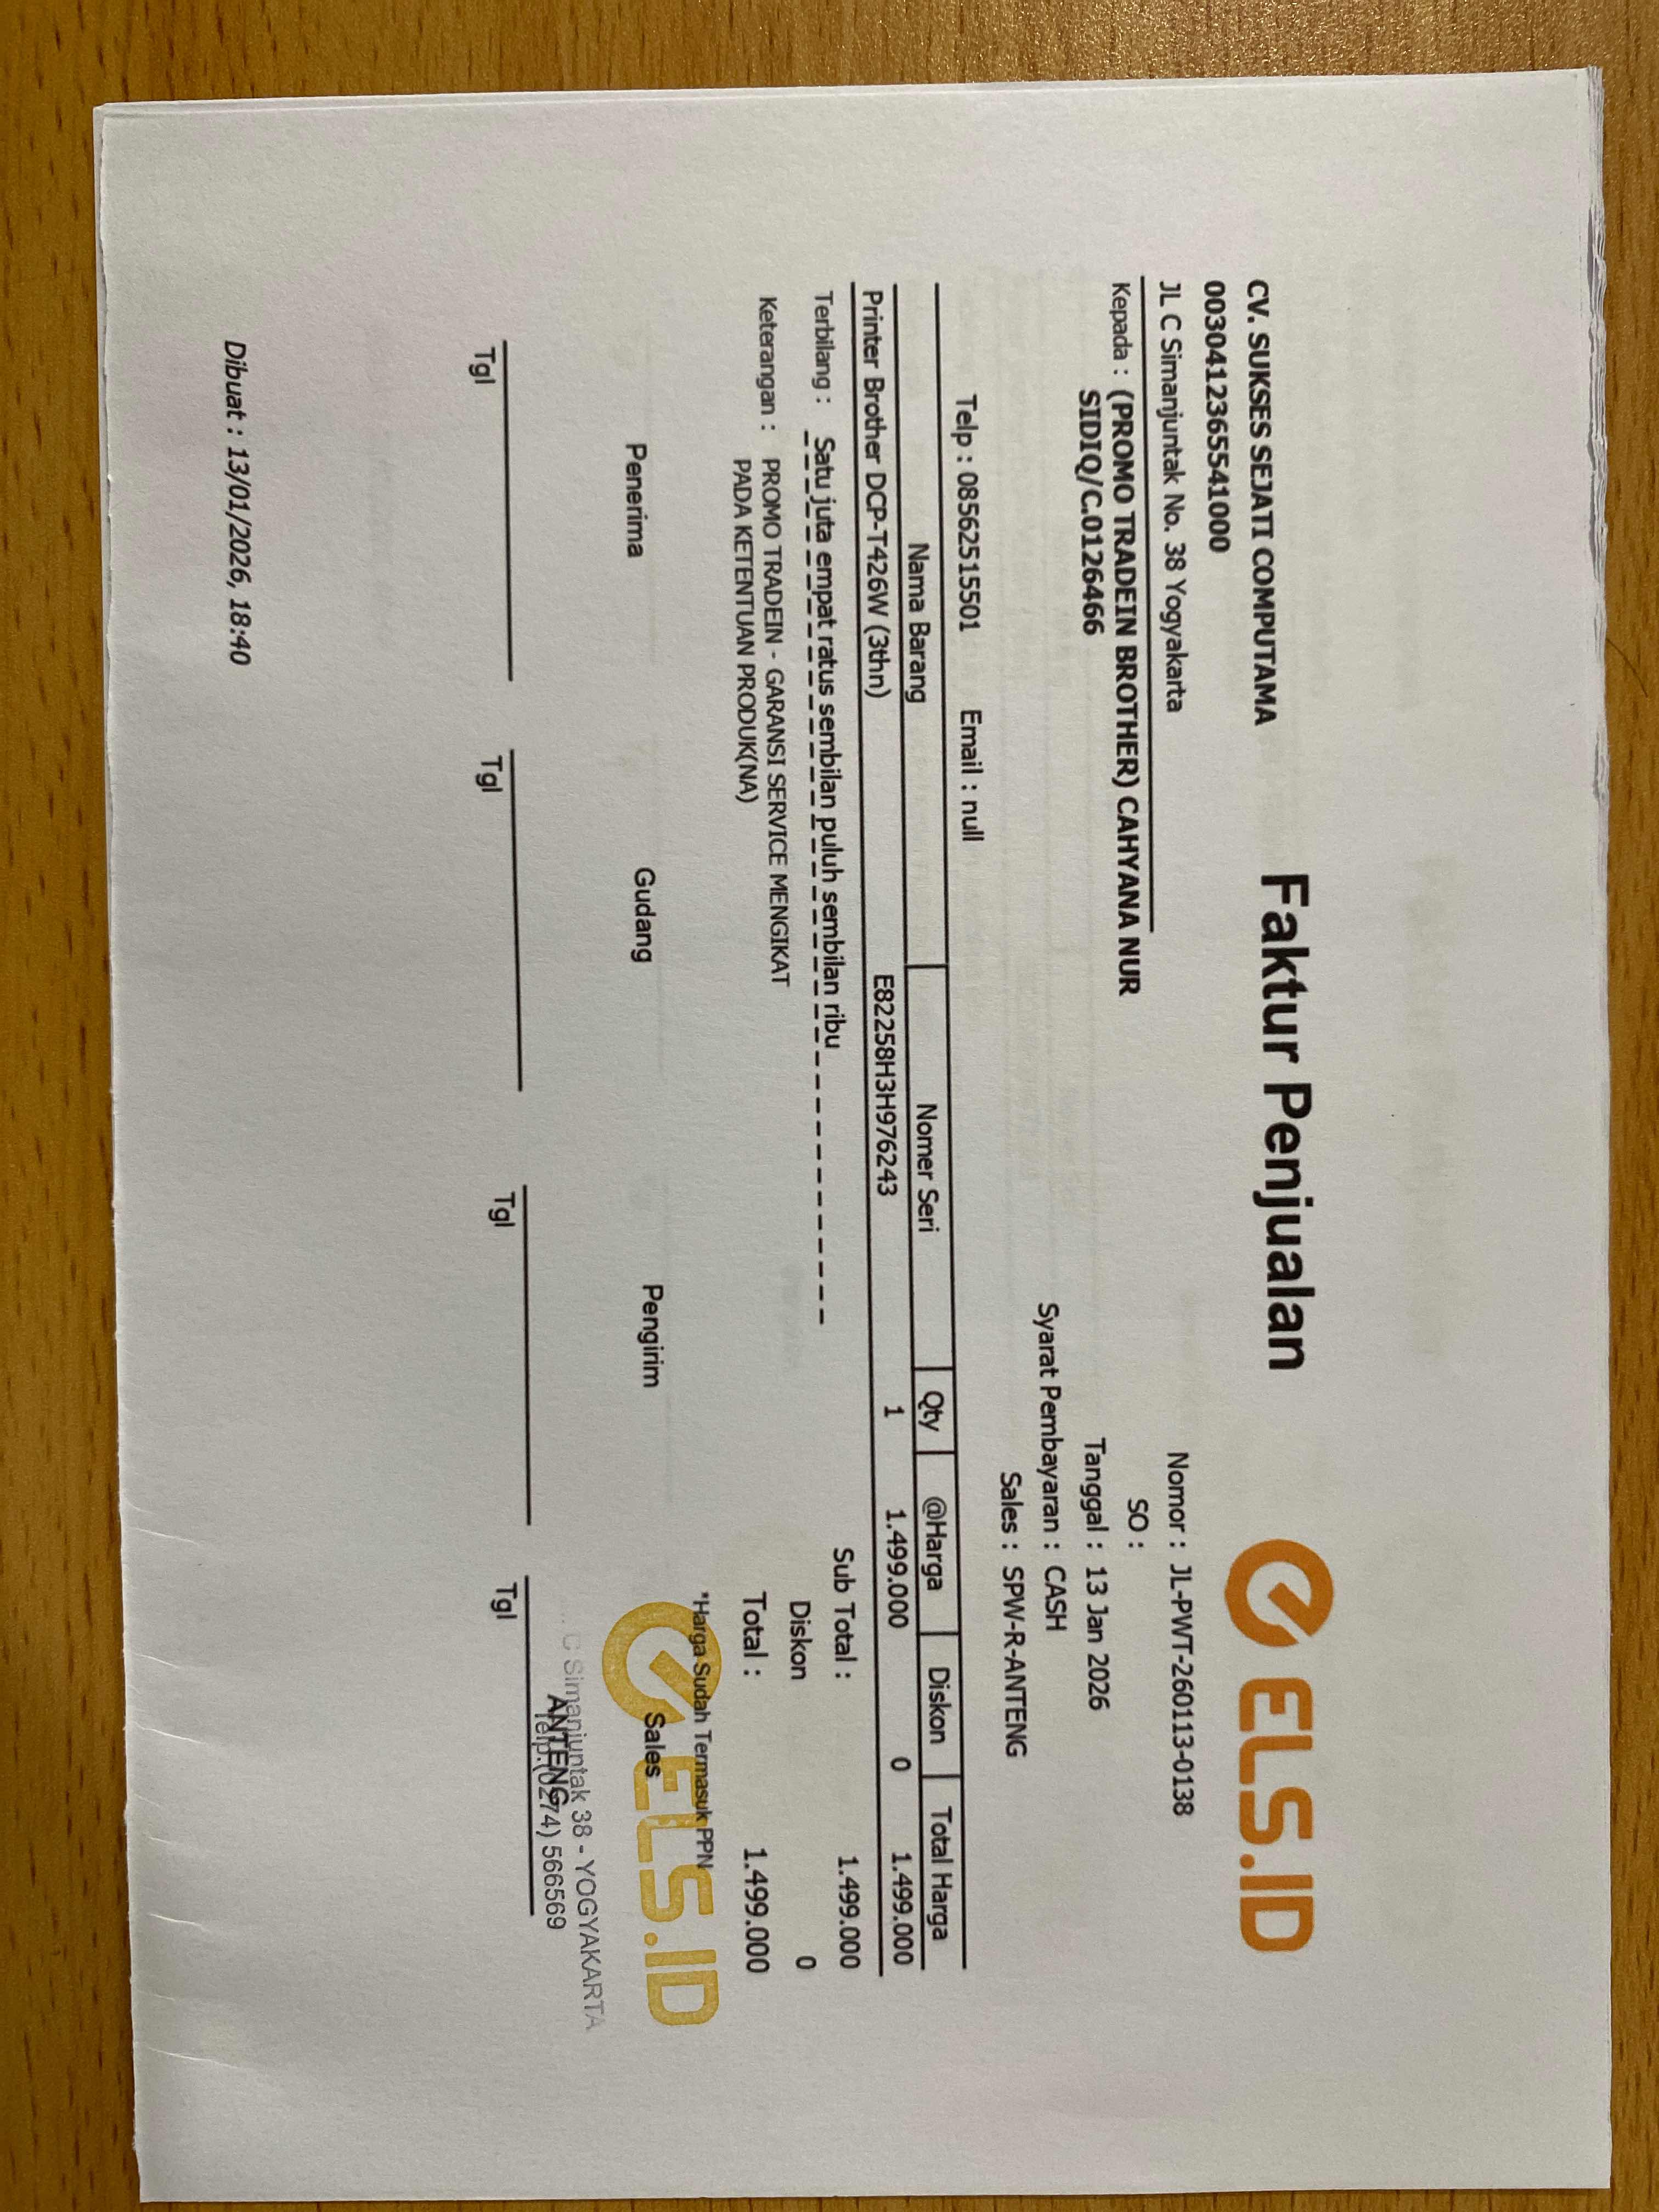 CV. SUKSES SEJATI COMPUTAMA
Faktur Penjualan
ELS.ID
0030412365541000
JL C Simanjuntak No. 38 Yogyakarta
Nomor : JL-PWT-260113-0138
Kepada : (PROMO TRADEIN BROTHER) CAHYANA NUR
SIDIQ/C.0126466
SO :
Tanggal : 13 Jan 2026
Syarat Pembayaran : CASH
Telp : 08562515501 Email : null
Sales : SPW-R-ANTENG
Nama Barang Nomer Seri Qty @Harga Diskon Total Harga
Printer Brother DCP-T426W (3thn) E82258H3H976243 1 1.499.000 0 1.499.000
Terbilang : Satu juta empat ratus sembilan puluh sembilan ribu
Sub Total : 1.499.000
Keterangan : PROMO TRADEIN - GARANSI SERVICE MENGIKAT
PADA KETENTUAN PRODUK(NA)
Diskon 0
Total : 1.499.000
*Harga Sudah Termasuk PPN
Penerima Gudang Pengirim Sales
ELS.ID
C Simanjuntak 38 - YOGYAKARTA
ANTENG
Telp.(0274) 566569
Tgl Tgl Tgl Tgl
Dibuat : 13/01/2026, 18:40